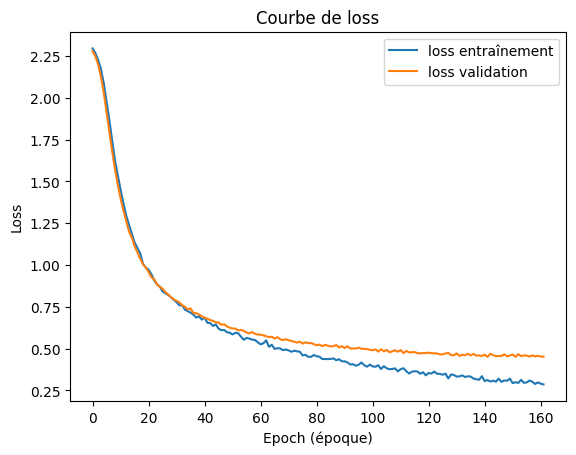 Courbe de loss
loss entraînement
loss validation
2.25
2.00
1.75
1.50
1.25
1.00
0.75
0.50
0.25
Loss
0 20 40 60 80 100 120 140 160
Epoch (époque)